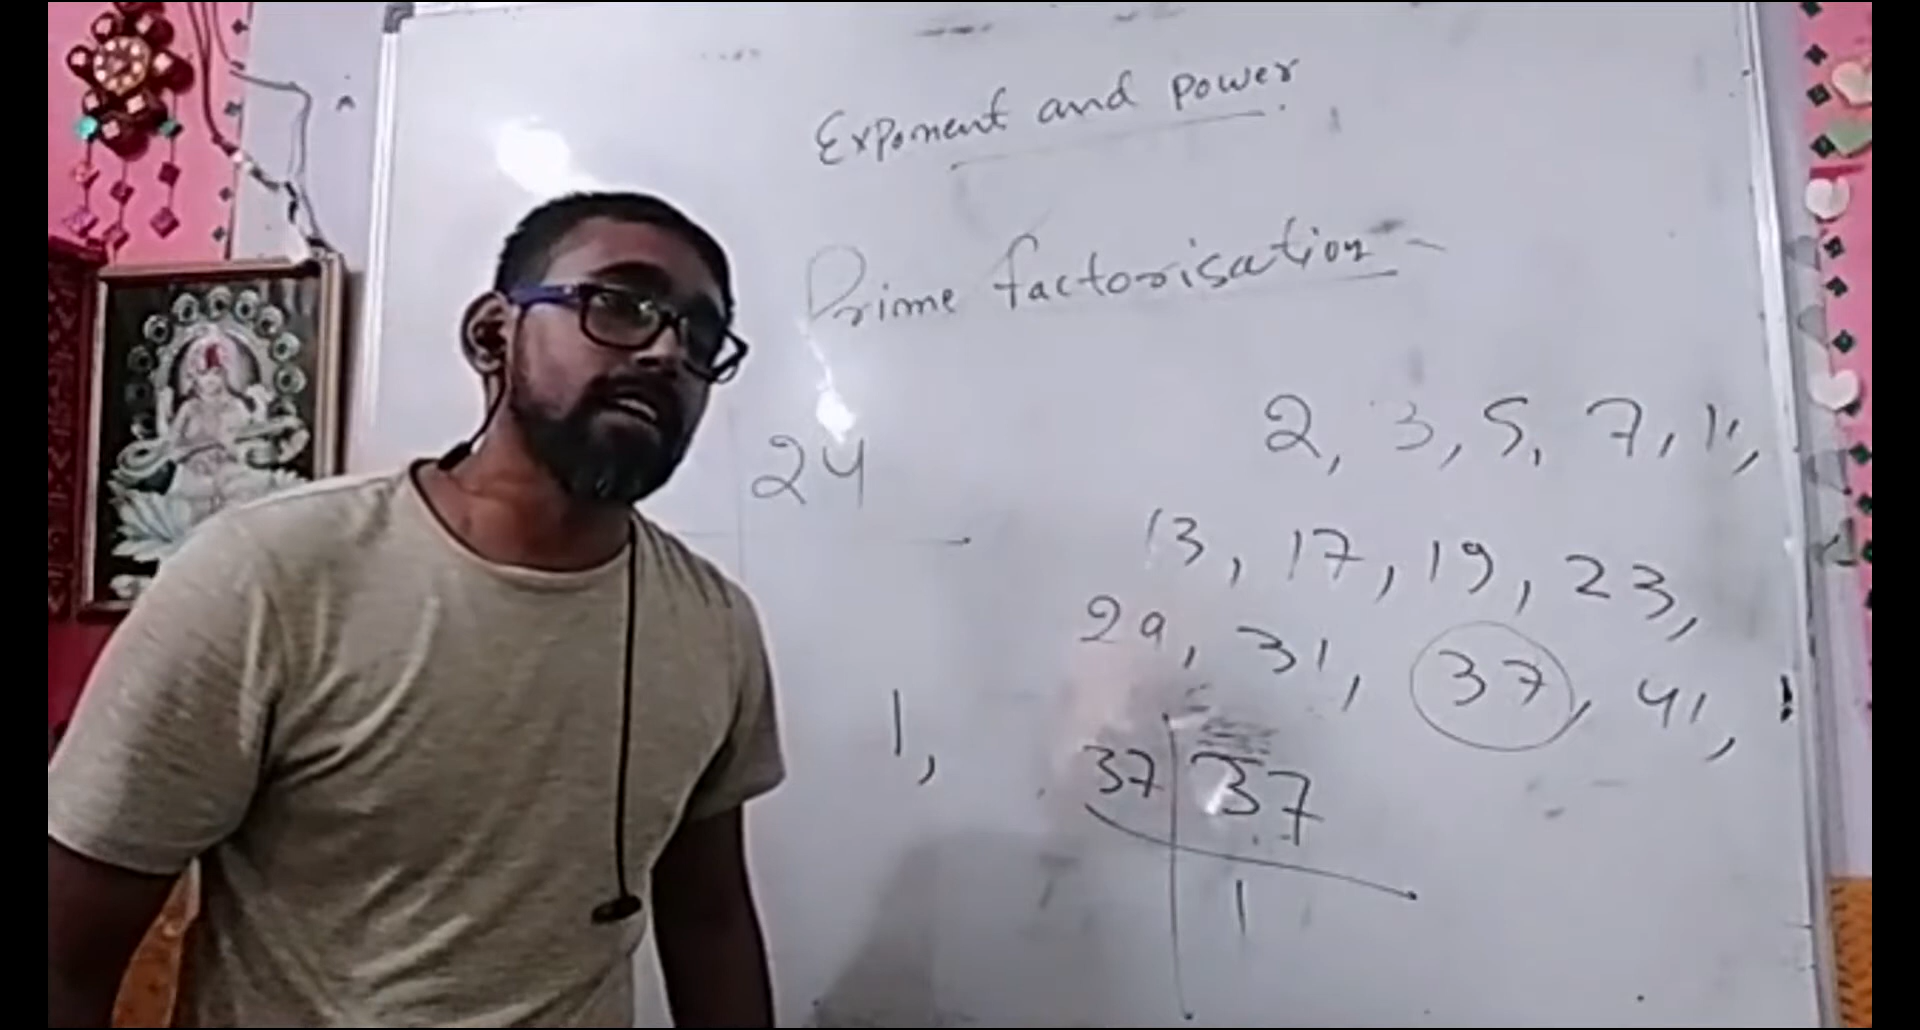 Exponent and power
Prime factorisation
24
2, 3, 5, 7, 11,
13, 17, 19, 23,
29, 31, 37, 41,
1,
37 37
1